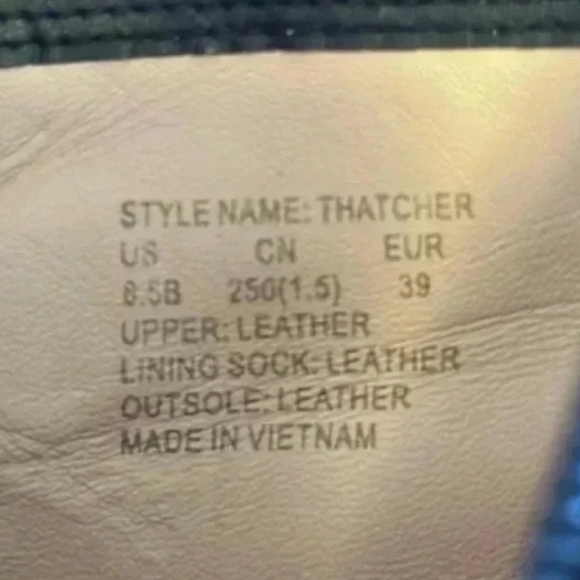 STYLE NAME: THATCHER
US CN EUR
8.5B 250(1.5) 39
UPPER: LEATHER
LINING SOCK: LEATHER
OUTSOLE: LEATHER
MADE IN VIETNAM